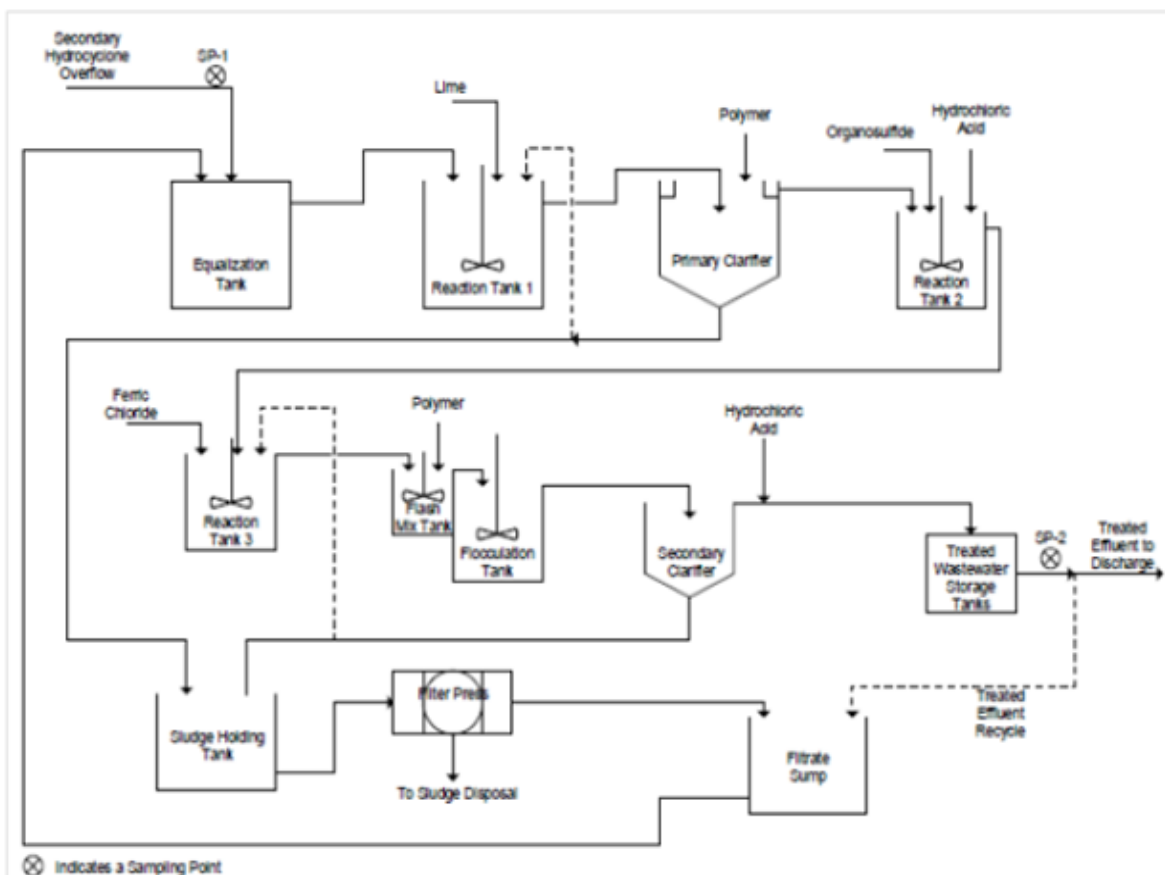 Secondary
Hydrocyclone
Overflow
SP-1
Lime
Polymer
Organosulfide
Hydrochloric
Acid
Equalization
Tank
Reaction Tank 1
Primary Clarifier
Reaction
Tank 2
Ferric
Chloride
Polymer
Hydrochloric
Acid
Reaction
Tank 3
Flash
Mix Tank
Flocculation
Tank
Secondary
Clarifier
Treated
Wastewater
Storage
Tanks
SP-2
Treated
Effluent to
Discharge
Sludge Holding
Tank
Filter Press
To Sludge Disposal
Filtrate
Sump
Treated
Effluent
Recycle
Indicates a Sampling Point